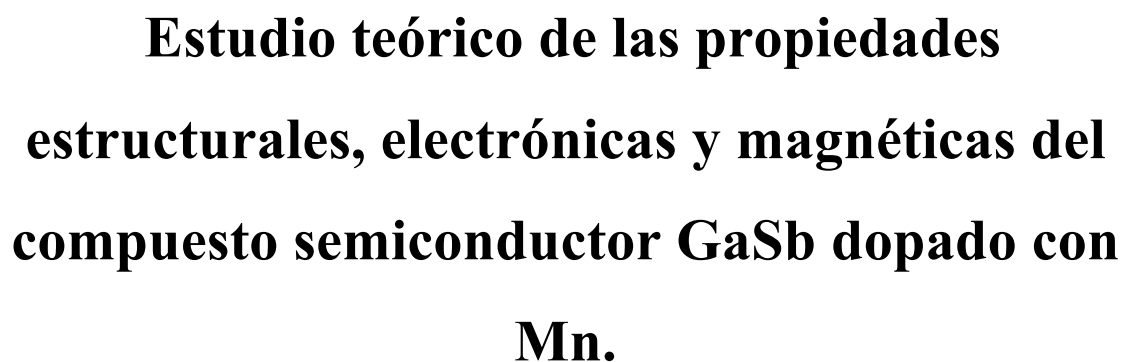 Estudio teórico de las propiedades
estructurales, electrónicas y magnéticas del
compuesto semiconductor GaSb dopado con
Mn.